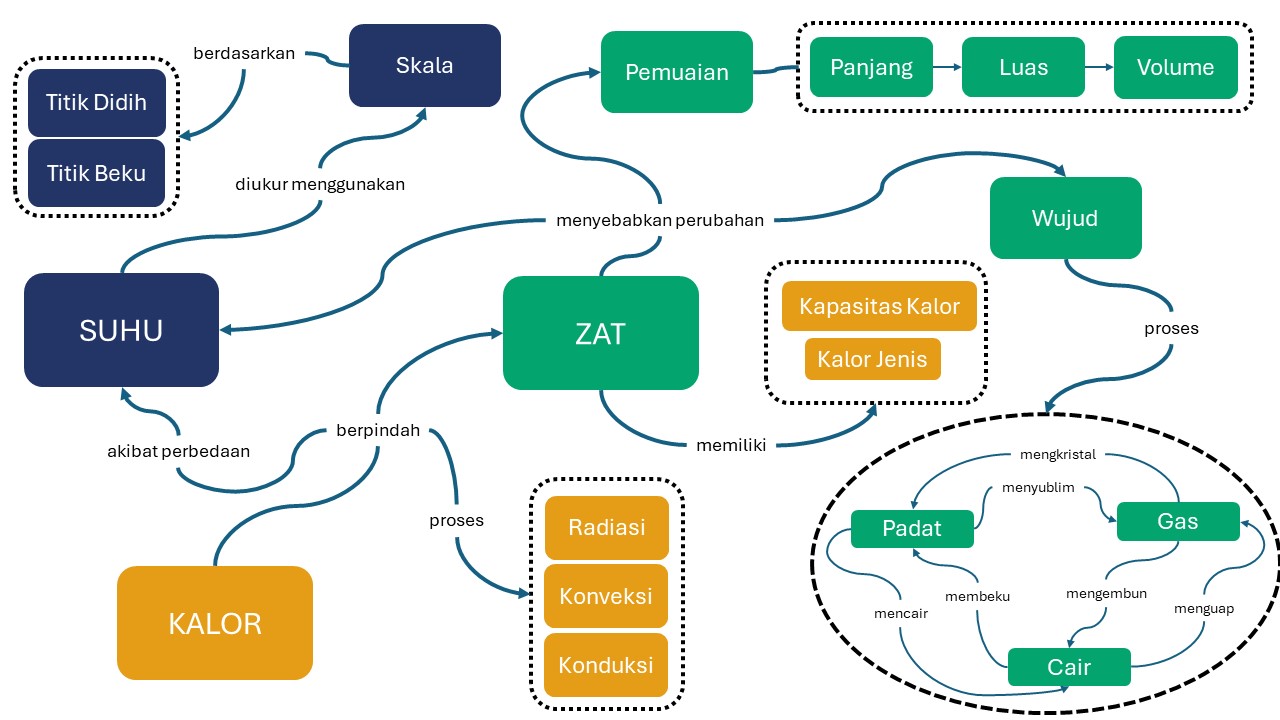 berdasarkan
Skala
Titik Didih
Titik Beku
diukur menggunakan
Pemuaian
Panjang
Luas
Volume
menyebabkan perubahan
Wujud
SUHU
ZAT
Kapasitas Kalor
Kalor Jenis
proses
akibat perbedaan
berpindah
memiliki
proses
KALOR
Radiasi
Konveksi
Konduksi
mengkristal
menyublim
Padat
Gas
mencair
membeku
mengembun
menguap
Cair